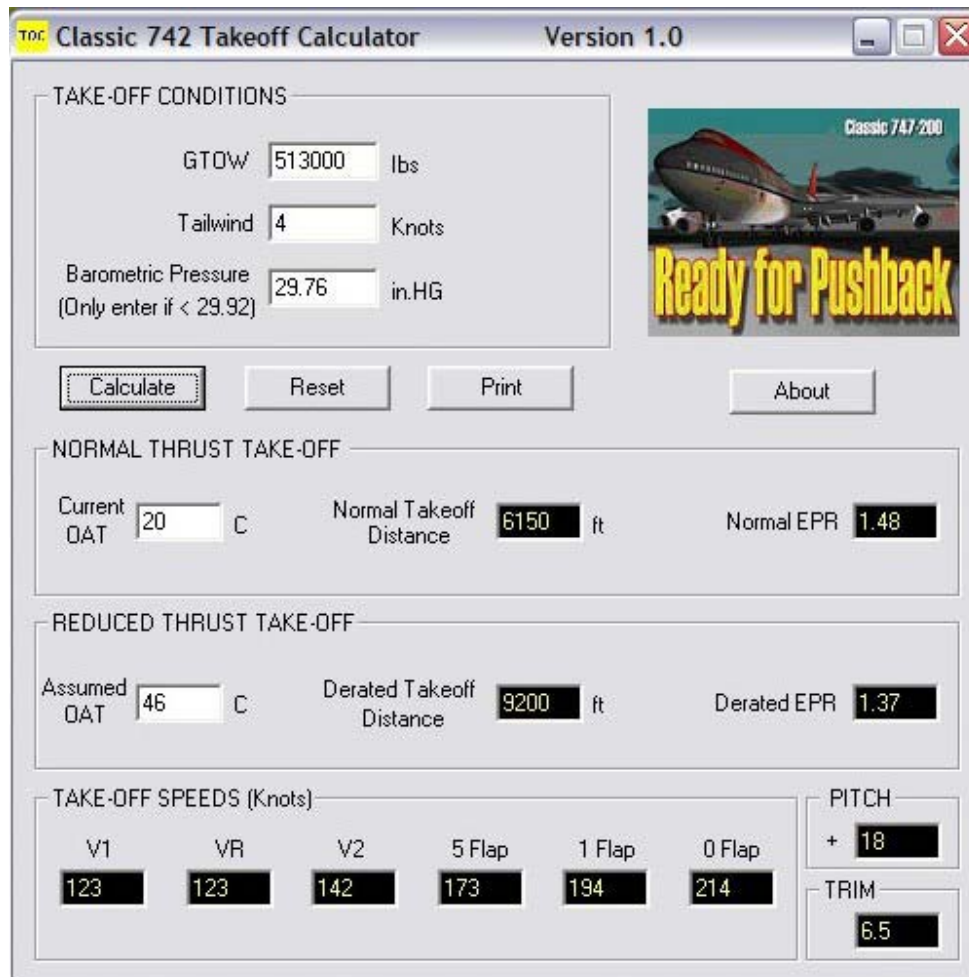 TOC Classic 742 Takeoff Calculator Version 1.0
TAKE-OFF CONDITIONS
GTOW 513000 lbs
Tailwind 4 Knots
Barometric Pressure
(Only enter if < 29.92) 29.76 in.HG
Classic 747-200
Ready for Pushback
Calculate Reset Print About
NORMAL THRUST TAKE-OFF
Current OAT 20 C Normal Takeoff Distance 6150 ft Normal EPR 1.48
REDUCED THRUST TAKE-OFF
Assumed OAT 46 C Derated Takeoff Distance 9200 ft Derated EPR 1.37
TAKE-OFF SPEEDS (Knots)
V1 VR V2 5 Flap 1 Flap 0 Flap
123 123 142 173 194 214
PITCH
+ 18
TRIM
6.5